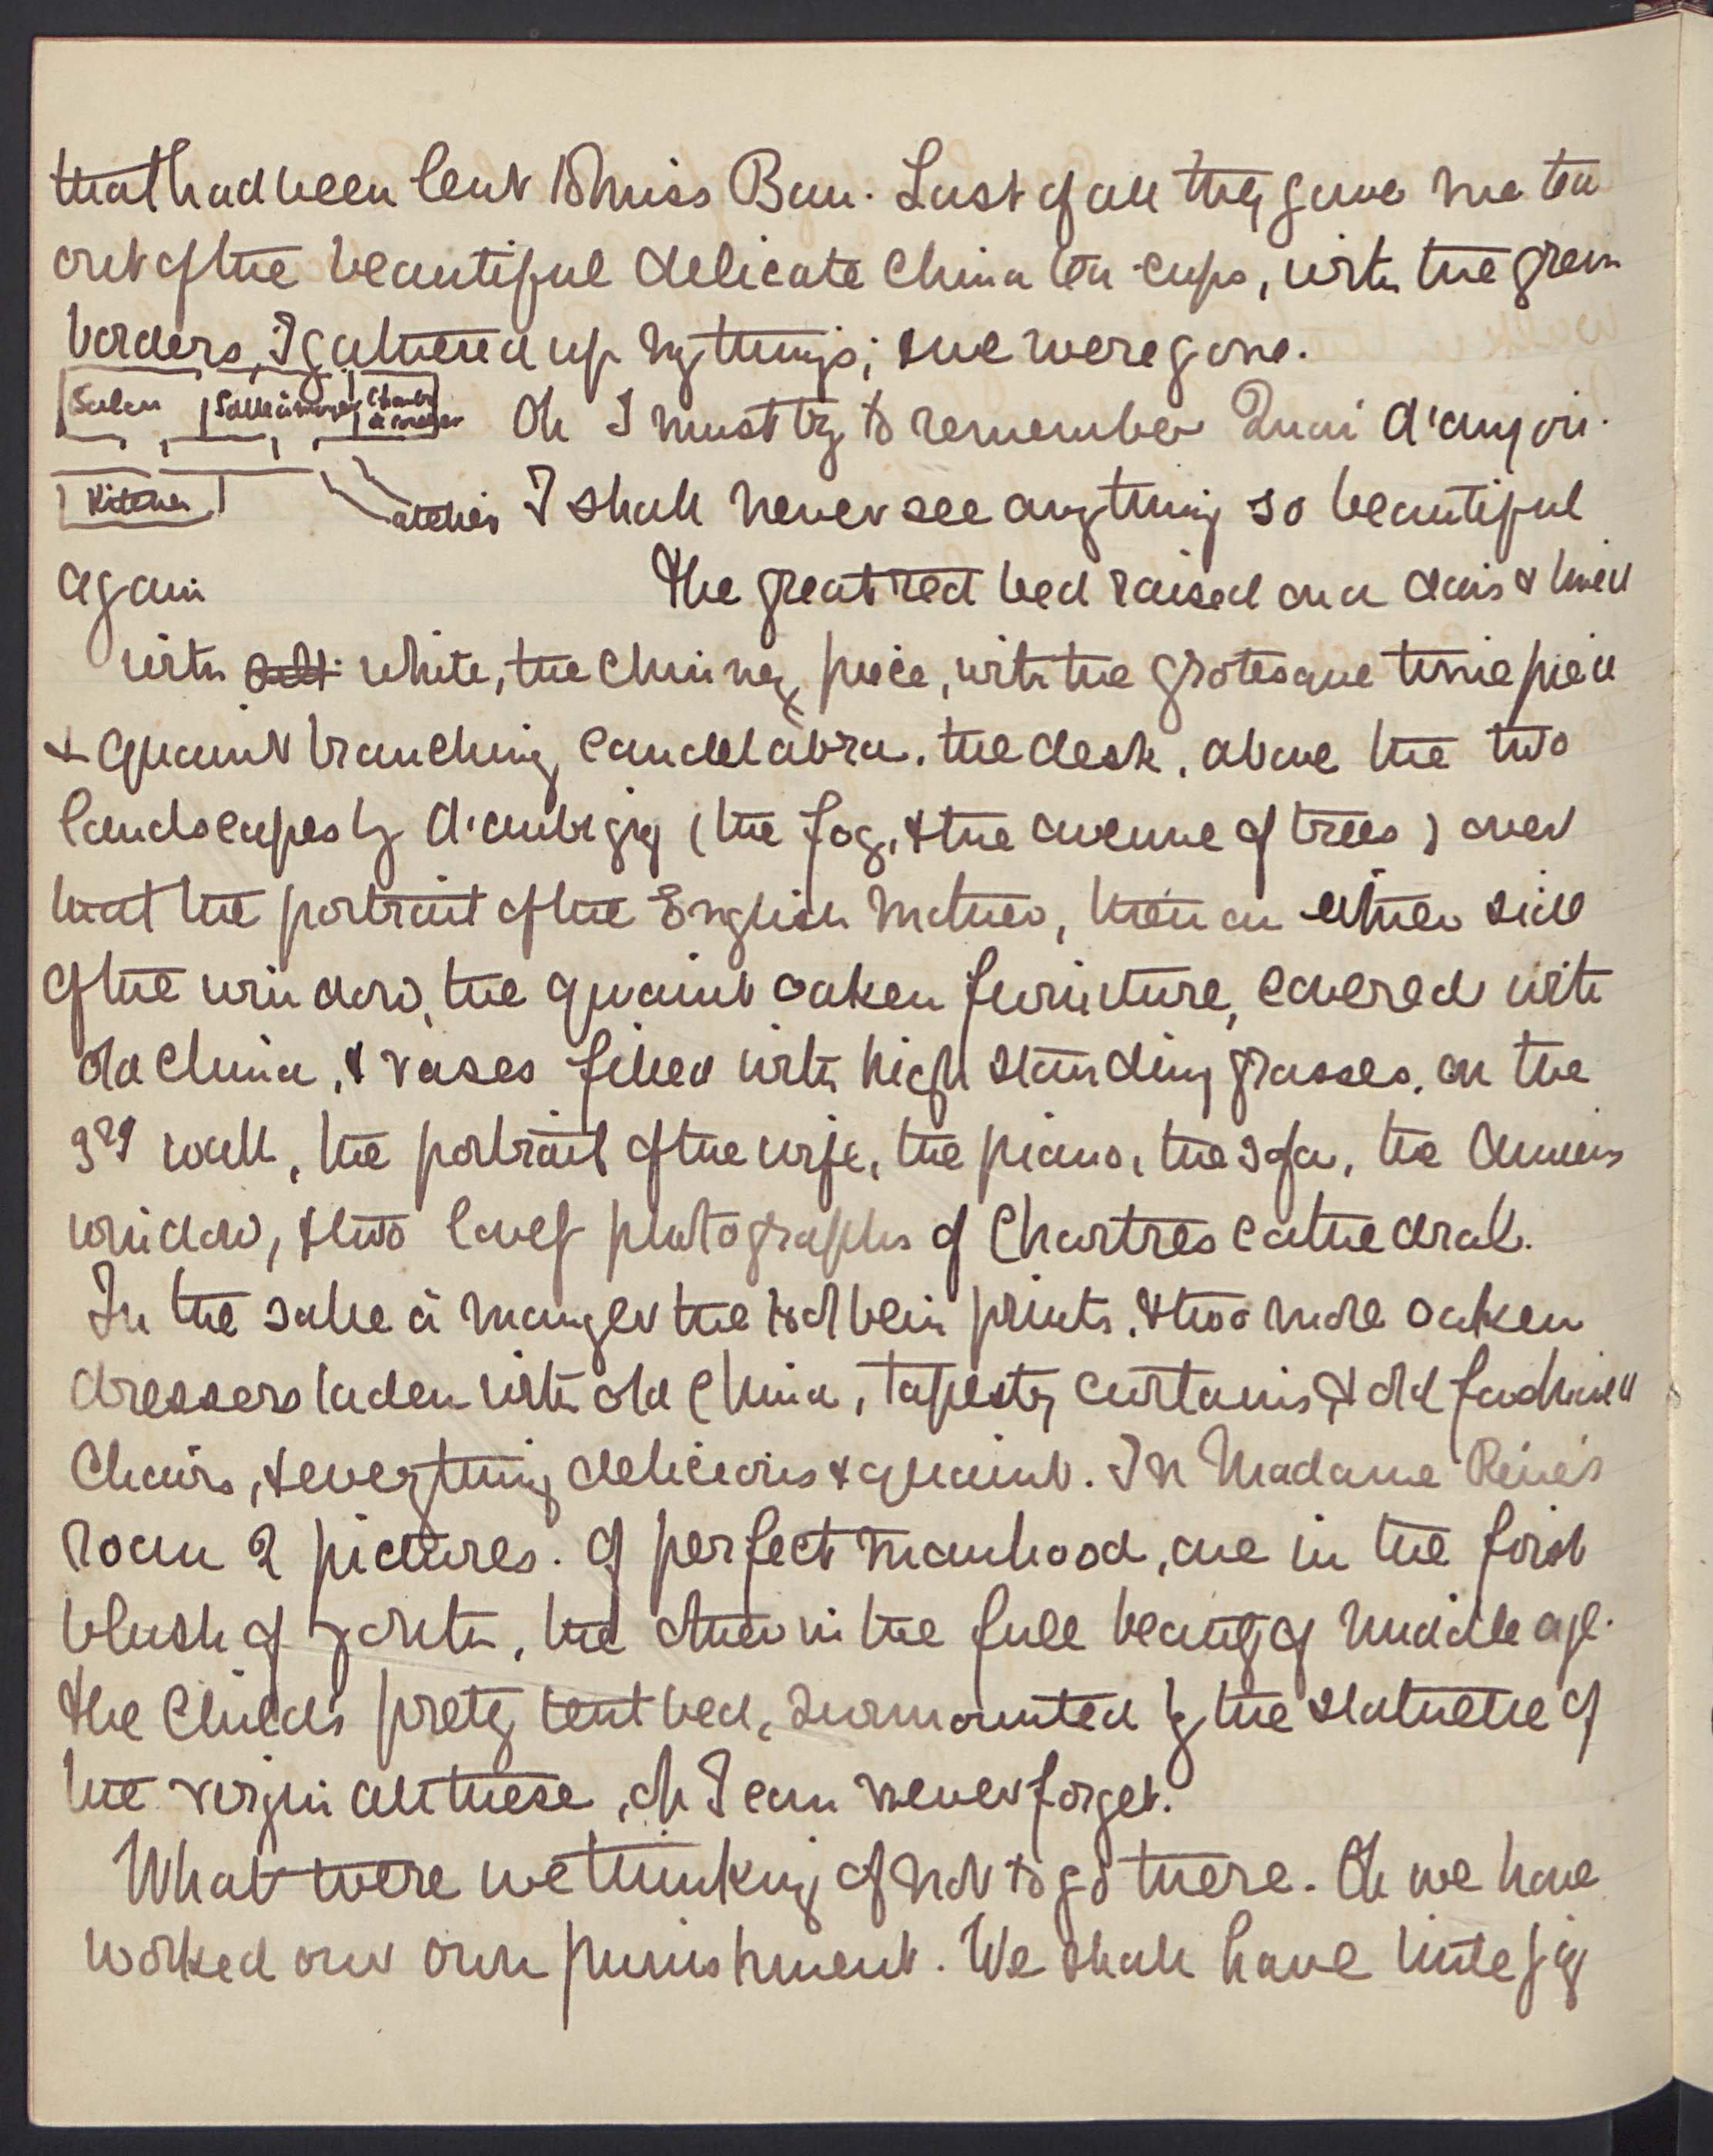 that had been lent to Miss Bau. Last of all they gave me tea
out of the beautiful delicate China tea-cups, with the green
borders, I gathered up my things; & we were gone.
Salon Salle à manger Chambre à coucher
Oh I must try to remember Quai d'anjou.
Kitchen atelier
I shall never see anything so beautiful
again The great red bed raised on a dais & lined
with white, the chimney piece, with the grotesque timepiece
& quaint branching candelabra. the desk, above the two
landscapes by d'aubigny (the fog, & the avenue of trees) over
that the portrait of the English mother, then on either side
of the window, the quaint oaken furniture, covered with
old china, & vases filled with high standing grasses. on the
3rd wall, the portrait of the wife, the piano, the sofa, the Amiens
window, & two lovely photographs of Chartres cathedral.
In the salle à manger the Holbein prints. & two more oaken
dressers laden with old China, tapestry curtains & old fashioned
Chairs, & everything delicious & quaint. In Madame Reine's
room 2 pictures. of perfect manhood, one in the first
blush of youth, the other in the full beauty of middle age.
the Child's pretty tent bed, surmounted by the statuette of
the virgin all these, oh I can never forget.
What were we thinking of not to go there. Oh we have
worked our own punishment. We shall have little joy